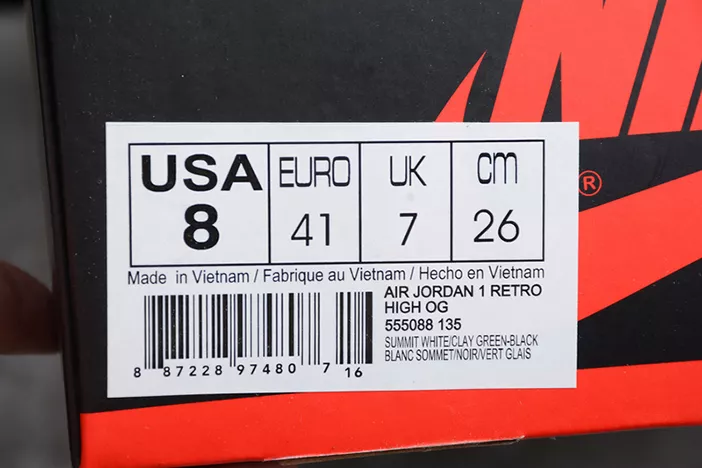 NIKE
®
USA EURO UK CM
8 41 7 26
Made in Vietnam / Fabrique au Vietnam / Hecho en Vietnam
AIR JORDAN 1 RETRO
HIGH OG
555088 135
SUMMIT WHITE/CLAY GREEN-BLACK
BLANC SOMMET/NOIR/VERT GLAIS
8 87228 97480 7 16